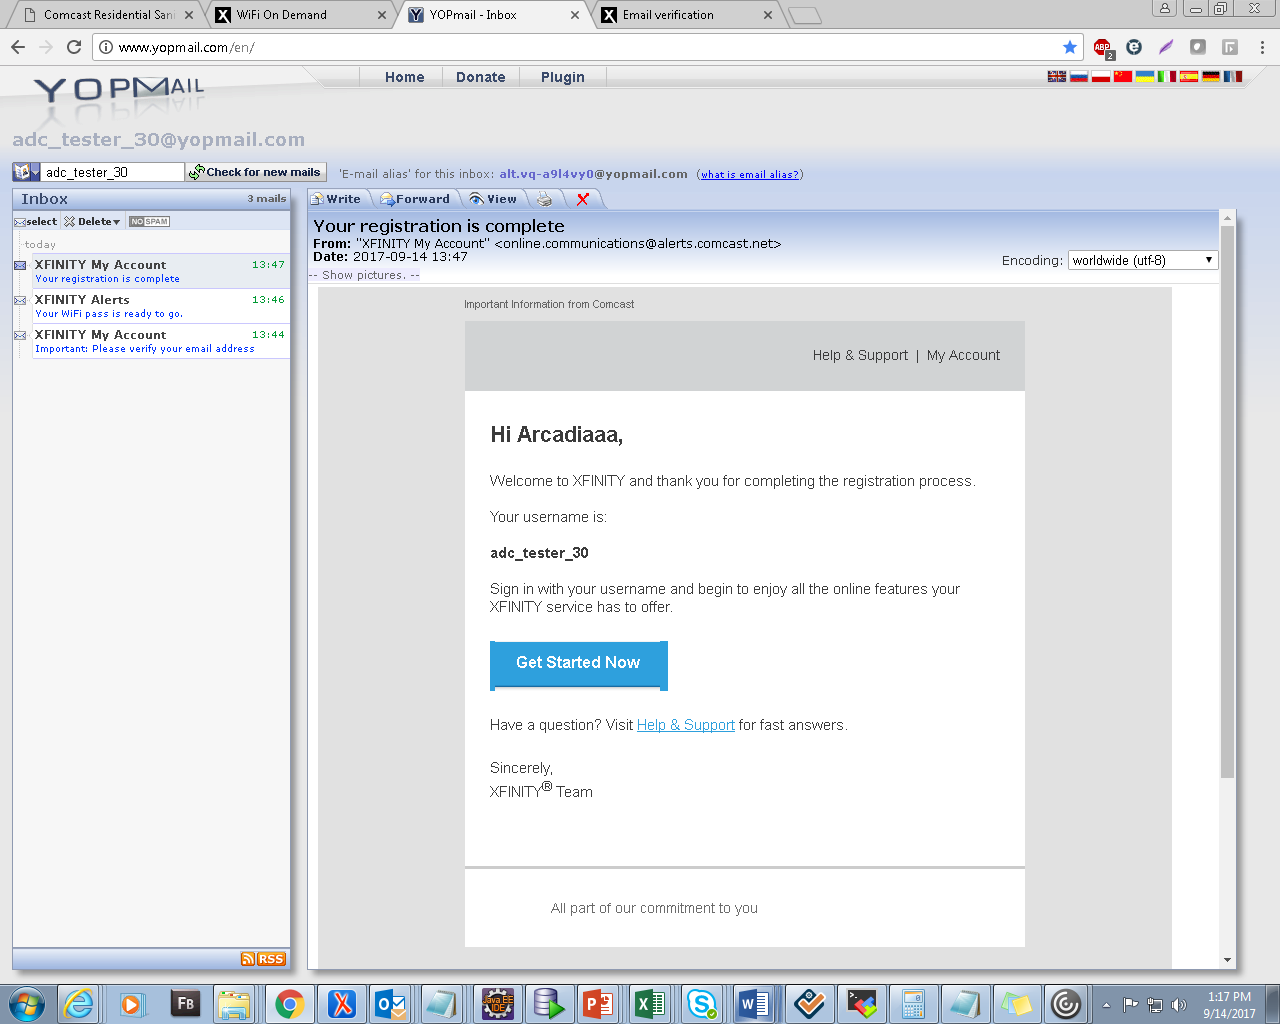 Comcast Residential Sani
WiFi On Demand
YOPmail - Inbox
Email verification
www.yopmail.com/en/
ABP
2
YOPMAIL
Home
Donate
Plugin
adc_tester_30@yopmail.com
adc_tester_30
Check for new mails
'E-mail alias' for this inbox: alt.vq-a9l4vy0@yopmail.com (what is email alias?)
Inbox
3 mails
select
Delete
NO SPAM
today
XFINITY My Account 13:47
Your registration is complete
XFINITY Alerts 13:46
Your WiFi pass is ready to go.
XFINITY My Account 13:44
Important: Please verify your email address
RSS
Write
Forward
View
Your registration is complete
From: "XFINITY My Account" <online.communications@alerts.comcast.net>
Date: 2017-09-14 13:47
Encoding: worldwide (utf-8)
-- Show pictures. --
Important Information from Comcast
Help & Support | My Account
Hi Arcadiaaa,
Welcome to XFINITY and thank you for completing the registration process.
Your username is:
adc_tester_30
Sign in with your username and begin to enjoy all the online features your
XFINITY service has to offer.
Get Started Now
Have a question? Visit Help & Support for fast answers.
Sincerely,
XFINITY® Team
All part of our commitment to you
FB
Java EE
IDE
1:17 PM
9/14/2017